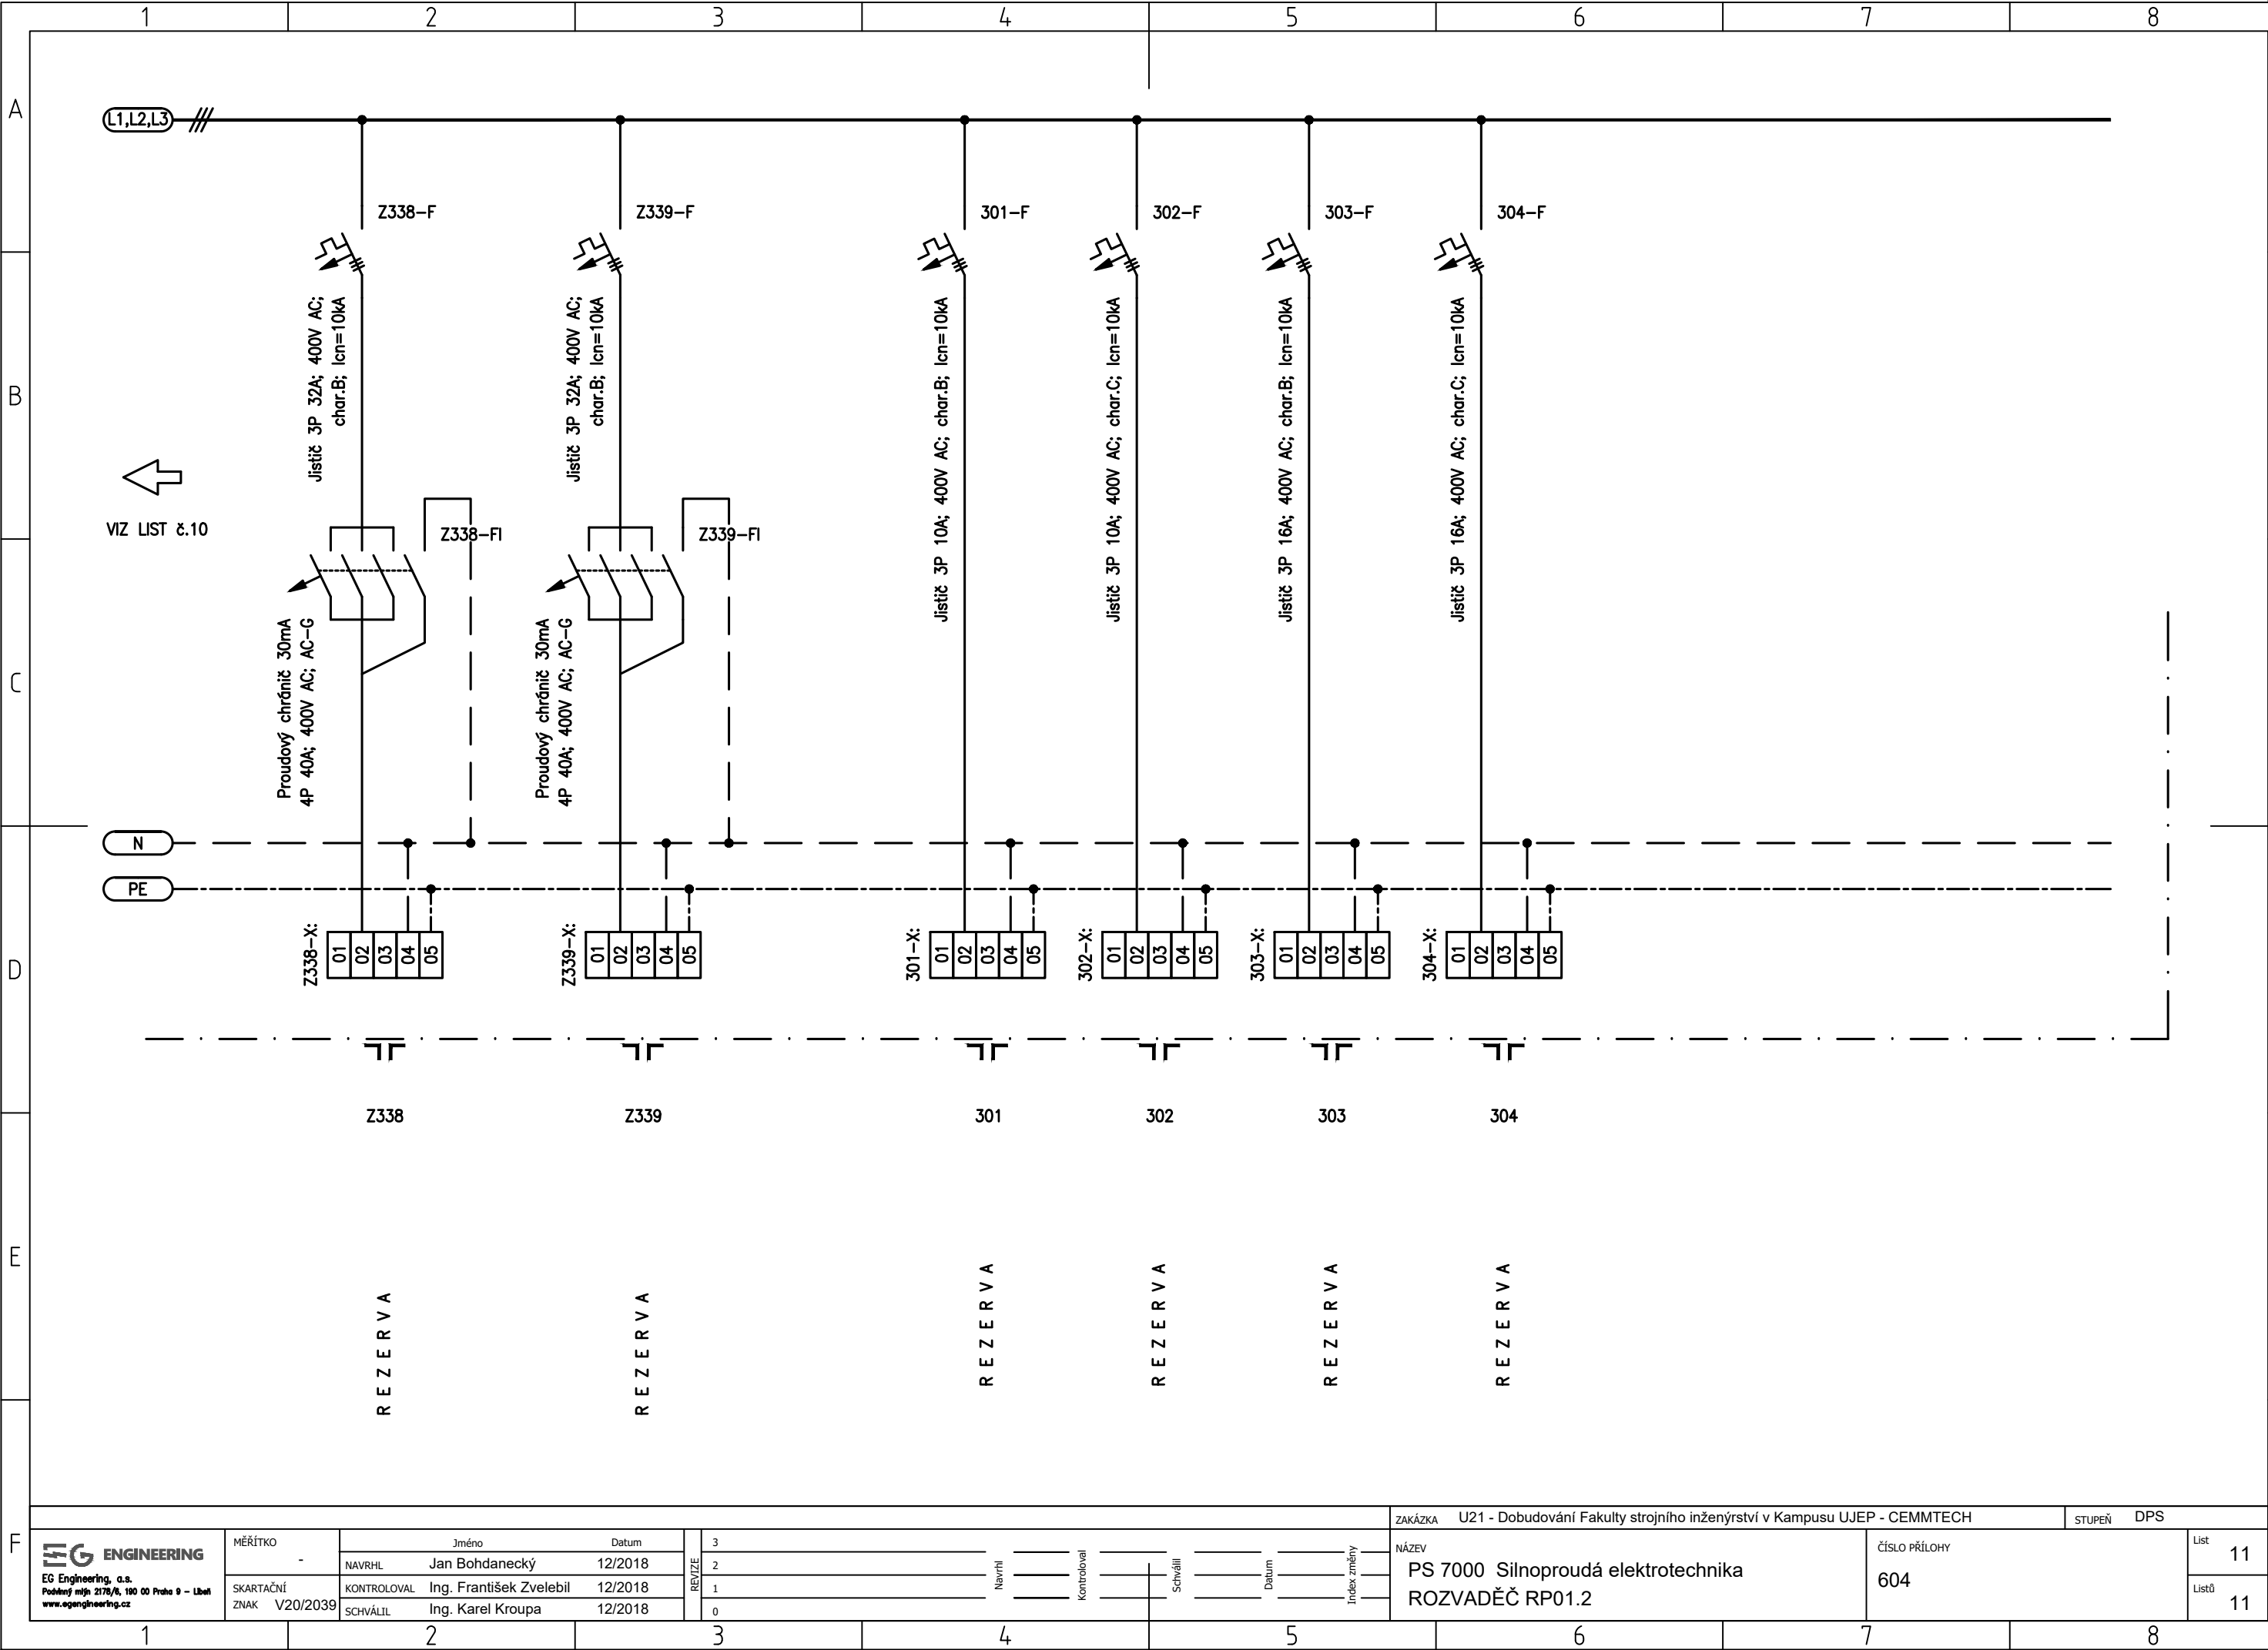 1 2 3 4 5 6 7 8
A
L1,L2,L3
Z338-F Z339-F 301-F 302-F 303-F 304-F
Jistič 3P 32A; 400V AC;
char.B; Icn=10kA
Jistič 3P 32A; 400V AC;
char.B; Icn=10kA
Jistič 3P 10A; 400V AC; char.B; Icn=10kA
Jistič 3P 10A; 400V AC; char.C; Icn=10kA
Jistič 3P 16A; 400V AC; char.B; Icn=10kA
Jistič 3P 16A; 400V AC; char.C; Icn=10kA
B
VIZ LIST č.10
Z338-FI Z339-FI
Proudový chránič 30mA
4P 40A; 400V AC; AC-G
Proudový chránič 30mA
4P 40A; 400V AC; AC-G
C
N
PE
Z338-X: 01 02 03 04 05
Z339-X: 01 02 03 04 05
301-X: 01 02 03 04 05
302-X: 01 02 03 04 05
303-X: 01 02 03 04 05
304-X: 01 02 03 04 05
D
Z338 Z339 301 302 303 304
E
R E Z E R V A
R E Z E R V A
R E Z E R V A
R E Z E R V A
R E Z E R V A
R E Z E R V A
F
EG ENGINEERING
EG Engineering, a.s.
Podvinný mlýn 2178/6, 190 00 Praha 9 - Libeň
www.egengineering.cz
MĚŘÍTKO
-
SKARTAČNÍ
ZNAK V20/2039
Jméno Datum
NAVRHL Jan Bohdanecký 12/2018
KONTROLOVAL Ing. František Zvelebil 12/2018
SCHVÁLIL Ing. Karel Kroupa 12/2018
REVIZE
3
2
1
0
Navrhl
Kontroloval
Schválil
Datum
Index změny
ZAKÁZKA U21 - Dobudování Fakulty strojního inženýrství v Kampusu UJEP - CEMMTECH
STUPEŇ DPS
NÁZEV
PS 7000 Silnoproudá elektrotechnika
ROZVADĚČ RP01.2
ČÍSLO PŘÍLOHY
604
List
11
Listů
11
1 2 3 4 5 6 7 8